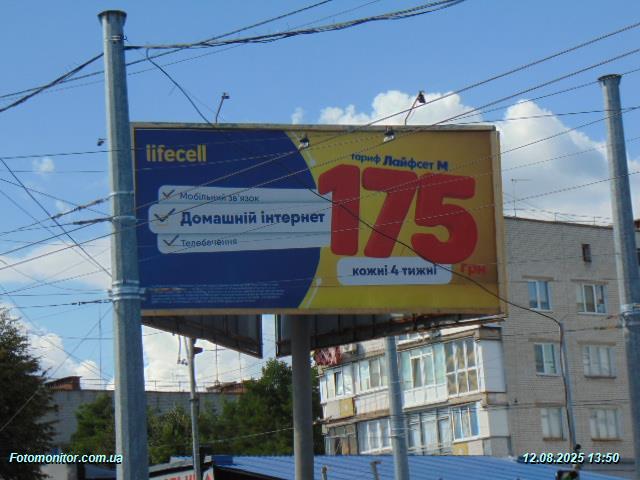 lifecell
тариф Лайфсет М
175
грн
кожні 4 тижні
Мобільний зв'язок
Домашній інтернет
Телебачення
Fotomonitor.com.ua
12.08.2025 13:50